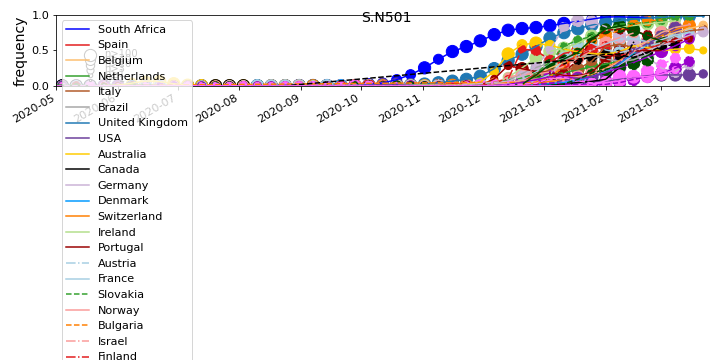 S.N501
frequency
1.0
0.5
0.0
2020-05
2020-07
2020-08
2020-09
2020-10
2020-11
2020-12
2021-01
2021-02
2021-03
South Africa
Spain
Belgium
Netherlands
Italy
Brazil
United Kingdom
USA
Australia
Canada
Germany
Denmark
Switzerland
Ireland
Portugal
Austria
France
Slovakia
Norway
Bulgaria
Israel
Finland